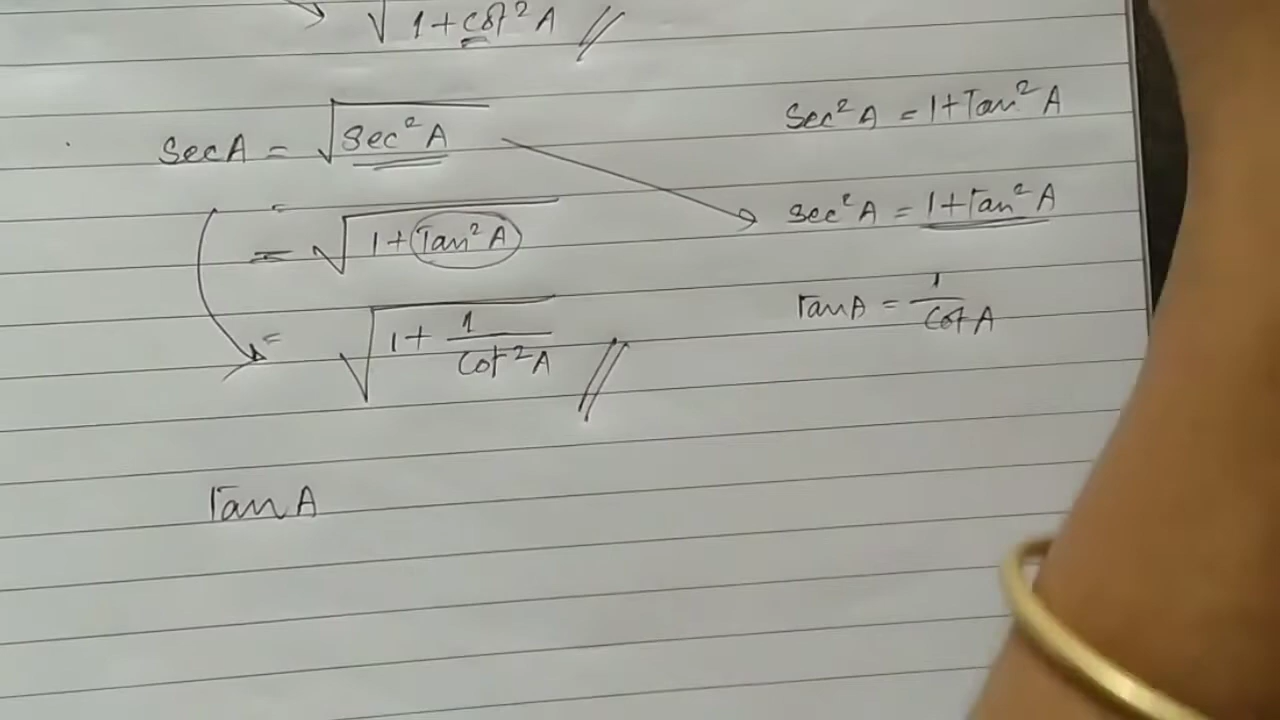 √1+cot²A //
SecA = √sec²A
Sec²A = 1+Tan²A
= √1+Tan²A
sec²A = 1+Tan²A
= √1+1/Cot²A //
TanA = 1/CotA
TanA